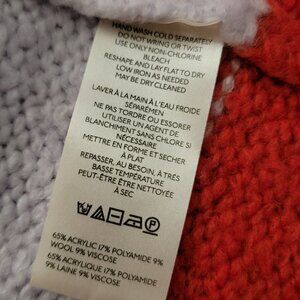 HAND WASH COLD SEPARATELY
DO NOT WRING OR TWIST
USE ONLY NON-CHLORINE
BLEACH
RESHAPE AND LAY FLAT TO DRY
LOW IRON AS NEEDED
MAY BE DRY CLEANED
LAVER À LA MAIN À L'EAU FROIDE
SÉPARÉMEN
NE PAS TORDRE OU ESSORER
UTILISER UN AGENT DE
BLANCHIMENT SANS CHLORE SI
NÉCESSAIRE
METTRE EN FORME ET SÉCHER
À PLAT
REPASSER, AU BESOIN, À TRÈS
BASSE TEMPÉRATURE
PEUT-ÊTRE ÊTRE NETTOYÉE
À SEC
P
65% ACRYLIC 17% POLYAMIDE 9%
WOOL 9% VISCOSE
65% ACRYLIQUE 17% POLYAMIDE
9% LAINE 9% VISCOSE